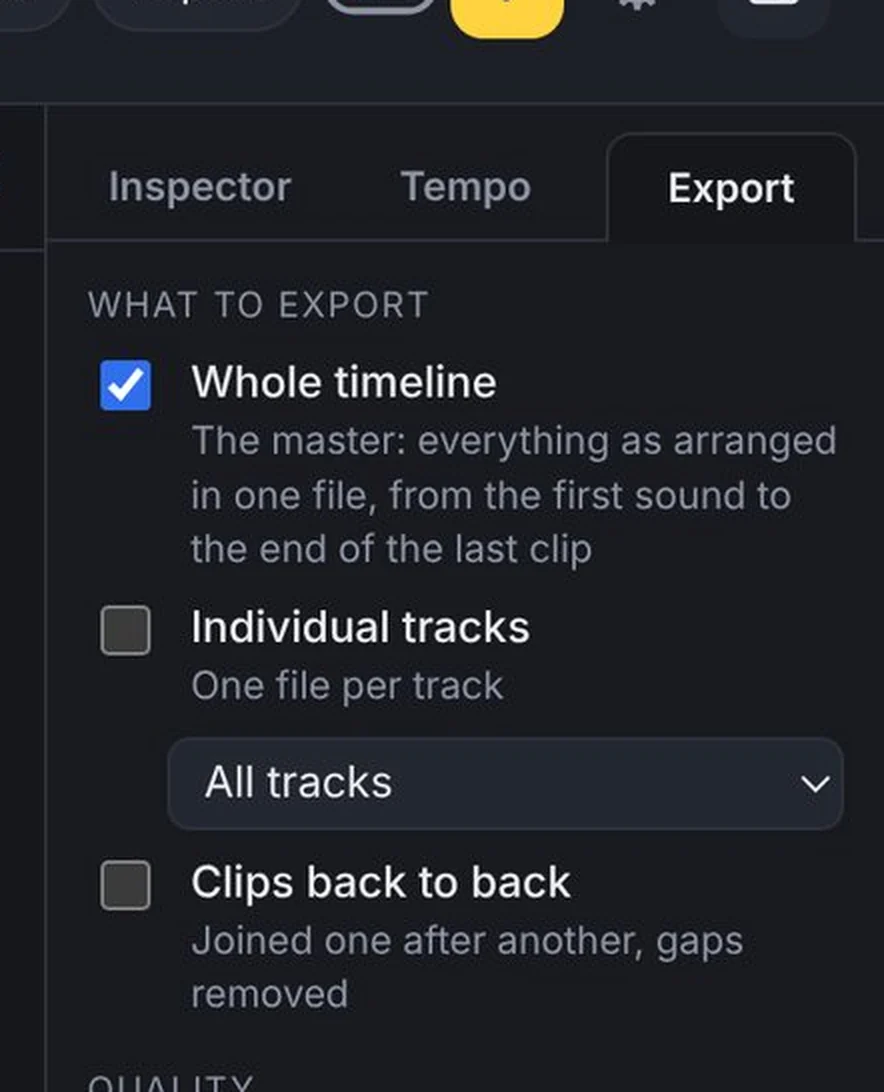 Inspector
Tempo
Export
WHAT TO EXPORT
Whole timeline
The master: everything as arranged
in one file, from the first sound to
the end of the last clip
Individual tracks
One file per track
All tracks
Clips back to back
Joined one after another, gaps
removed
QUALITY